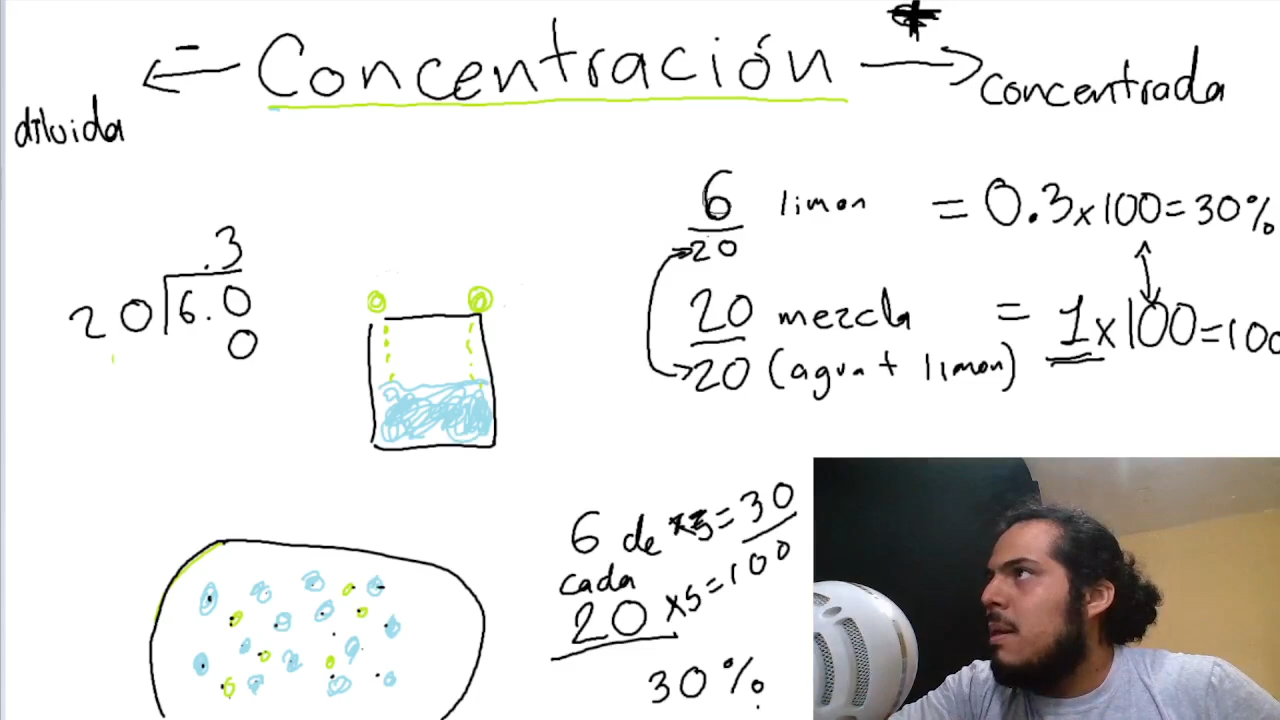 − Concentración +
diluida
concentrada
6 limon = 0.3x100=30%
20
20 mezcla = 1x100=100
20 (agua + limon)
.3
20 6.0
0
6 de x5=30
cada 100
20 x5=100
30%